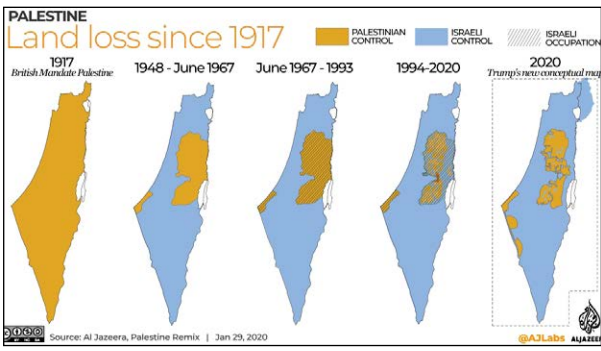 PALESTINE
Land loss since 1917
PALESTINIAN
CONTROL
ISRAELI
CONTROL
ISRAELI
OCCUPATION
1917
British Mandate Palestine
1948 - June 1967
June 1967 - 1993
1994-2020
2020
Trump's new conceptual map
Source: Al Jazeera, Palestine Remix | Jan 29, 2020
@AJLabs
ALJAZEERA